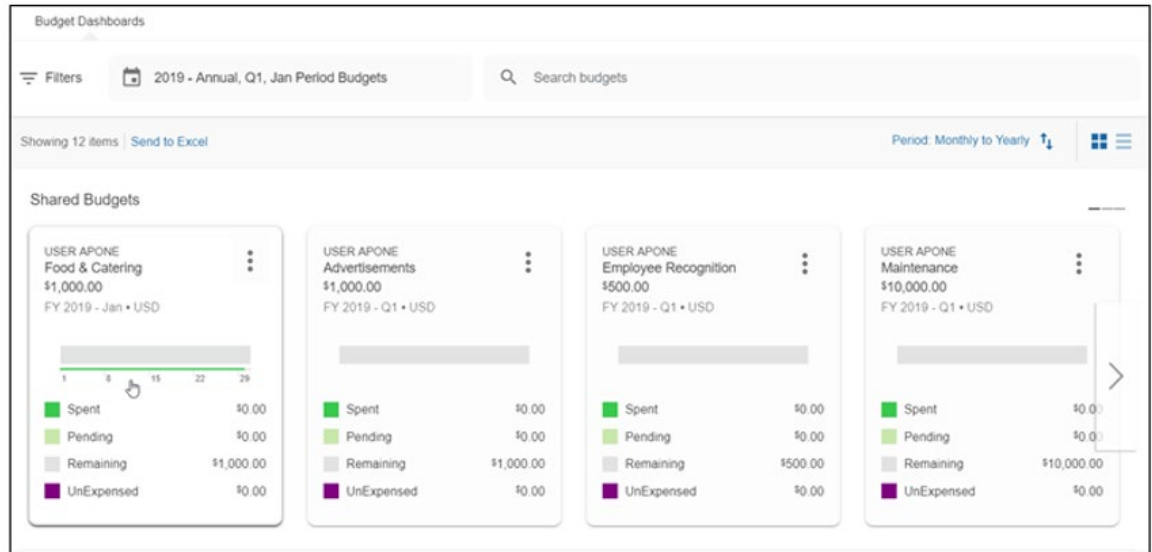 Budget Dashboards
Filters
2019 - Annual, Q1, Jan Period Budgets
Search budgets
Showing 12 items
Send to Excel
Period: Monthly to Yearly
Shared Budgets
USER APONE
Food & Catering
$1,000.00
FY 2019 - Jan • USD
1 8 15 22 29
Spent $0.00
Pending $0.00
Remaining $1,000.00
UnExpensed $0.00
USER APONE
Advertisements
$1,000.00
FY 2019 - Q1 • USD
Spent $0.00
Pending $0.00
Remaining $1,000.00
UnExpensed $0.00
USER APONE
Employee Recognition
$500.00
FY 2019 - Q1 • USD
Spent $0.00
Pending $0.00
Remaining $500.00
UnExpensed $0.00
USER APONE
Maintenance
$10,000.00
FY 2019 - Q1 • USD
Spent $0.00
Pending $0.00
Remaining $10,000.00
UnExpensed $0.00